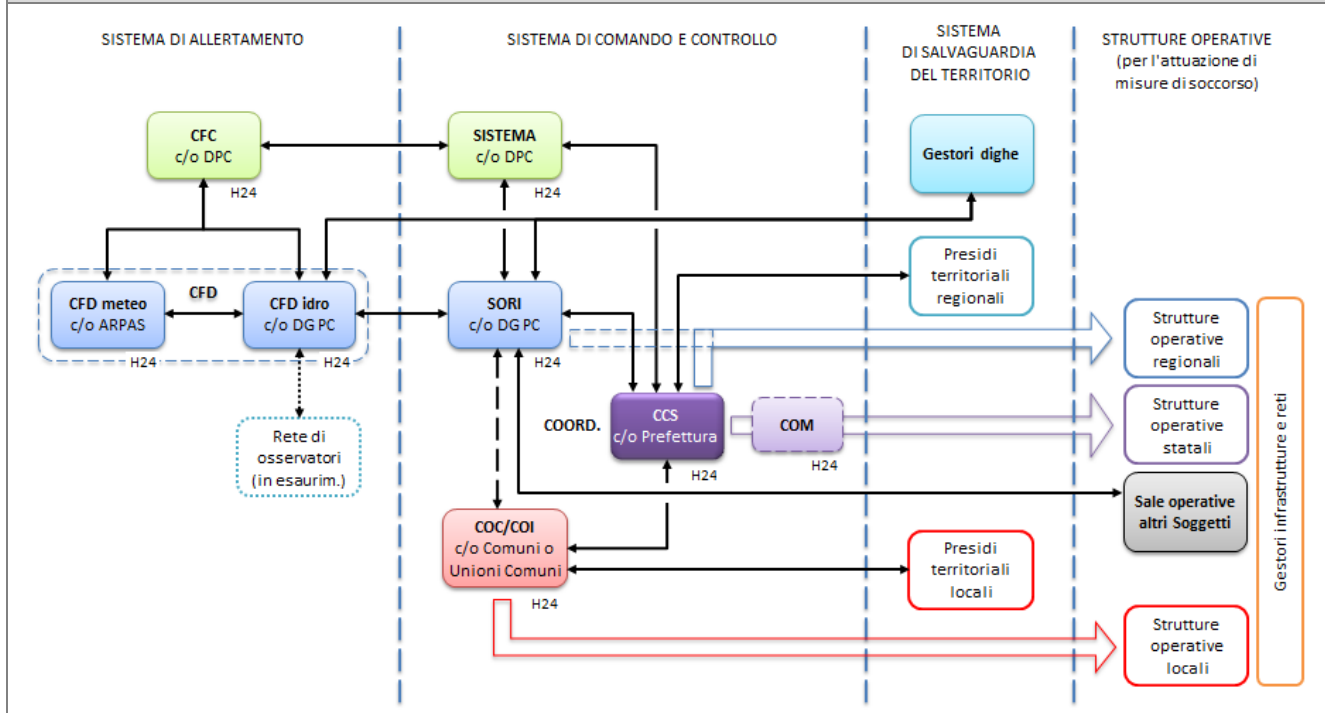 SISTEMA DI ALLERTAMENTO
SISTEMA DI COMANDO E CONTROLLO
SISTEMA
DI SALVAGUARDIA
DEL TERRITORIO
STRUTTURE OPERATIVE
(per l'attuazione di
misure di soccorso)
CFC
c/o DPC
H24
SISTEMA
c/o DPC
H24
Gestori dighe
CFD meteo
c/o ARPAS
H24
CFD
CFD idro
c/o DG PC
H24
SORI
c/o DG PC
H24
Presidi
territoriali
regionali
Strutture
operative
regionali
Rete di
osservatori
(in esaurim.)
COORD.
CCS
c/o Prefettura
H24
COM
H24
Strutture
operative
statali
Sale operative
altri Soggetti
COC/COI
c/o Comuni o
Unioni Comuni
H24
Presidi
territoriali
locali
Strutture
operative
locali
Gestori infrastrutture e reti